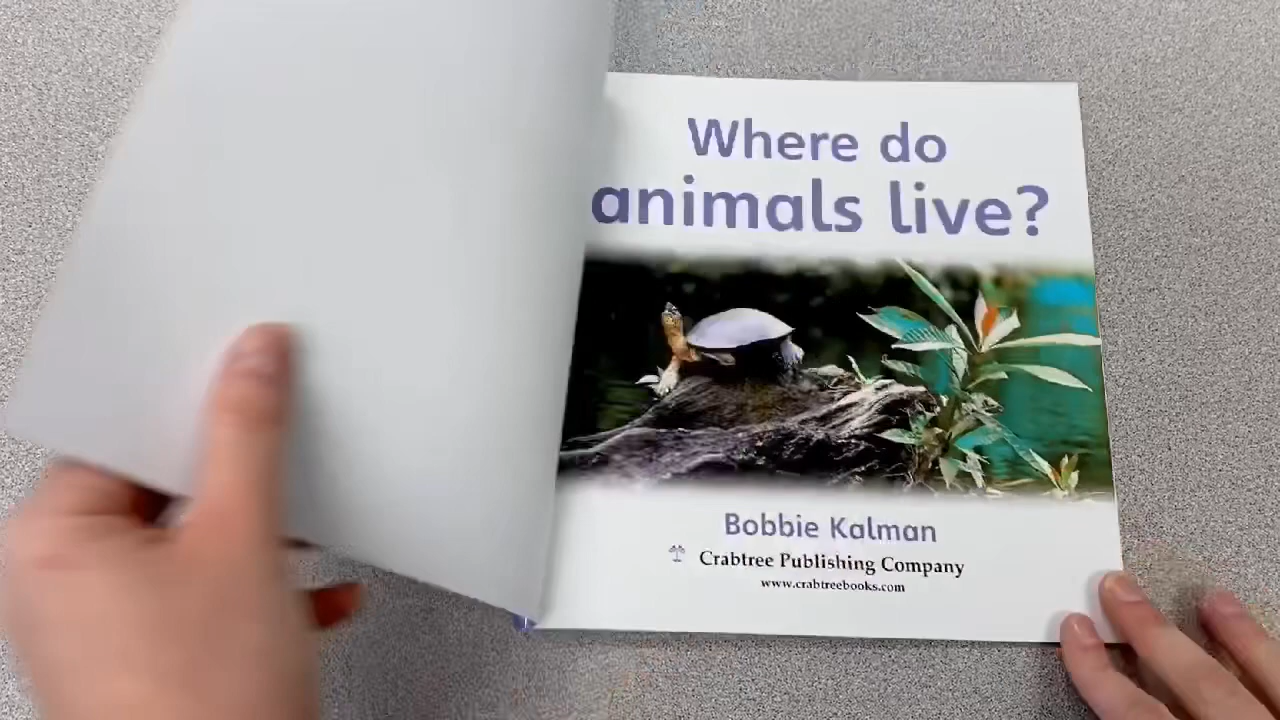 Where do
animals live?
Bobbie Kalman
Crabtree Publishing Company
www.crabtreebooks.com